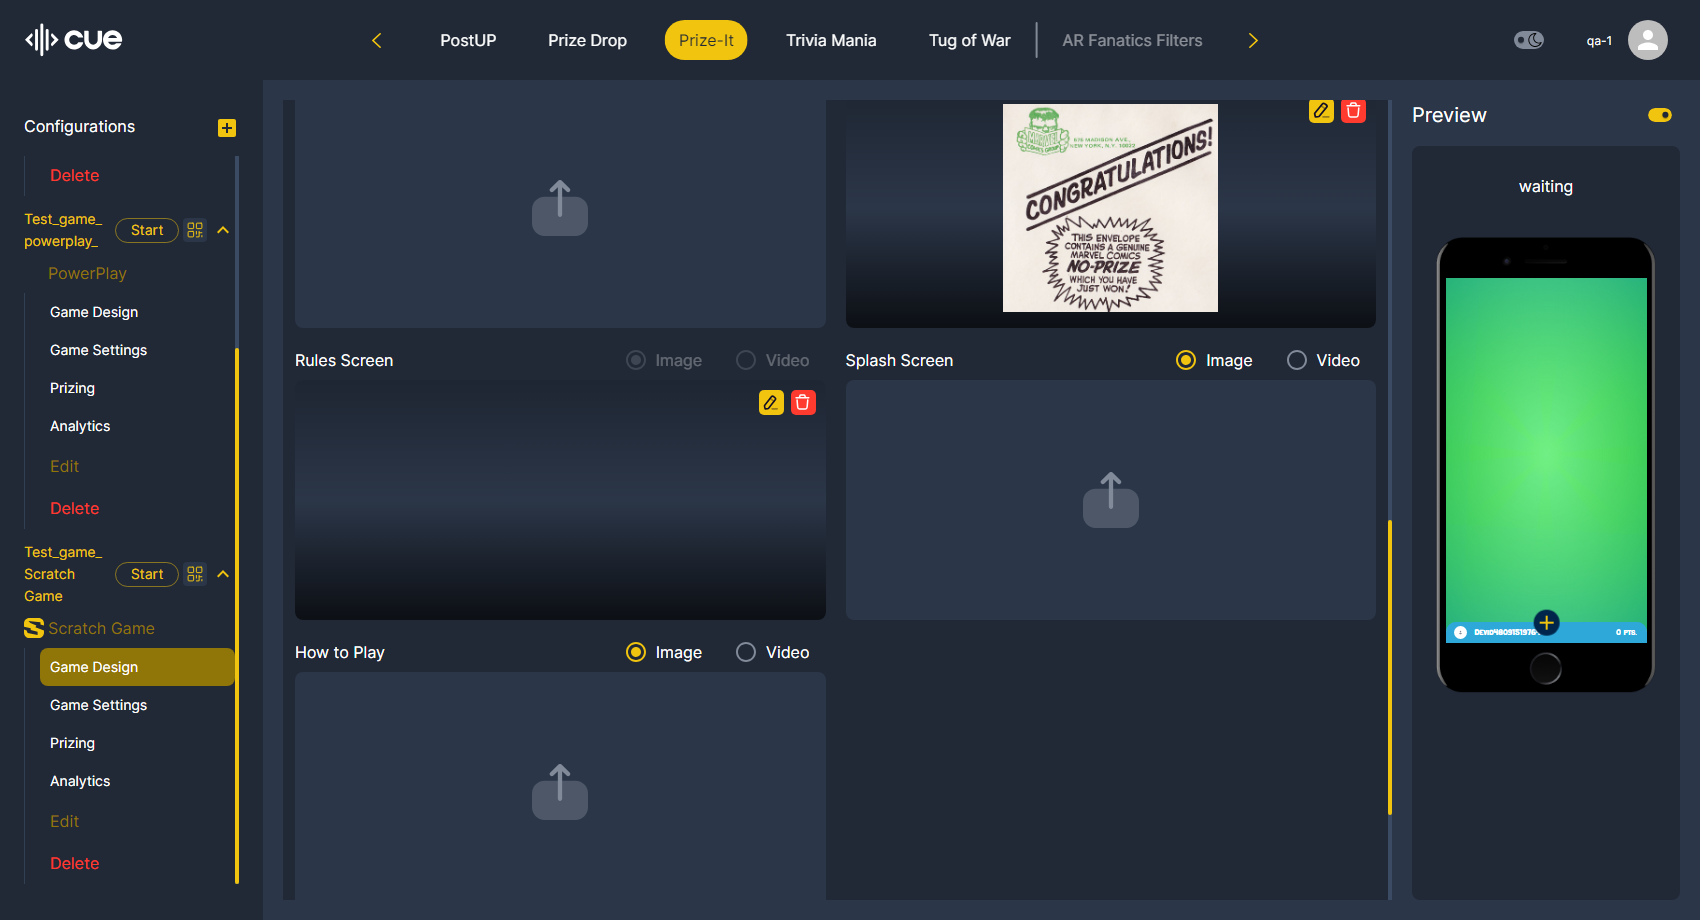 cue
PostUP
Prize Drop
Prize-It
Trivia Mania
Tug of War
AR Fanatics Filters
qa-1
Configurations
Delete
Test_game_
powerplay_
Start
PowerPlay
Game Design
Game Settings
Prizing
Analytics
Edit
Delete
Test_game_
Scratch
Game
Start
Scratch Game
Game Design
Game Settings
Prizing
Analytics
Edit
Delete
MADISON AVE.,
NEW YORK, N.Y. 10022
CONGRATULATIONS!
THIS ENVELOPE
CONTAINS A GENUINE
MARVEL COMICS
NO-PRIZE
WHICH YOU HAVE
JUST WON!
Rules Screen
Image
Video
Splash Screen
Image
Video
How to Play
Image
Video
Preview
waiting
0 PTS.